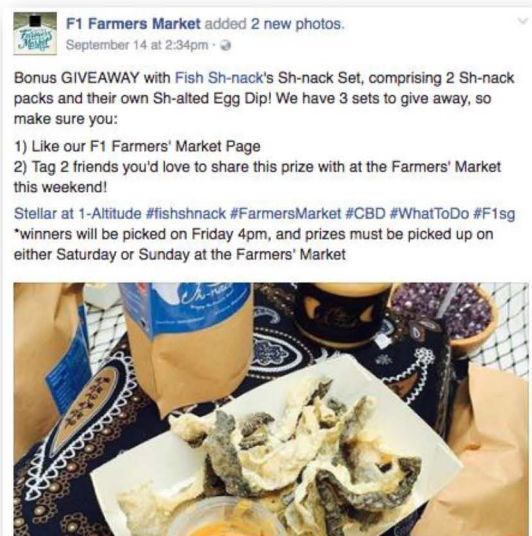 Farmers
Market
F1 Farmers Market added 2 new photos.
September 14 at 2:34pm ·
Bonus GIVEAWAY with Fish Sh-nack's Sh-nack Set, comprising 2 Sh-nack
packs and their own Sh-alted Egg Dip! We have 3 sets to give away, so
make sure you:
1) Like our F1 Farmers' Market Page
2) Tag 2 friends you'd love to share this prize with at the Farmers' Market
this weekend!
Stellar at 1-Altitude #fishshnack #FarmersMarket #CBD #WhatToDo #F1sg
*winners will be picked on Friday 4pm, and prizes must be picked up on
either Saturday or Sunday at the Farmers' Market
Sh-nack